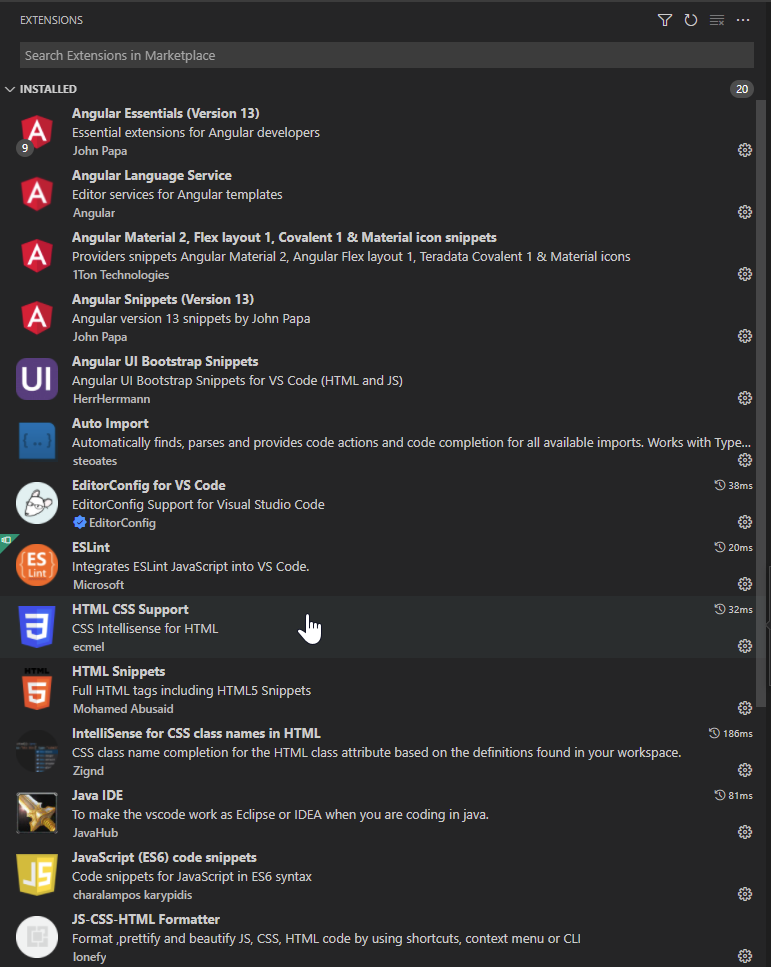 EXTENSIONS
Search Extensions in Marketplace
INSTALLED
20
Angular Essentials (Version 13)
Essential extensions for Angular developers
9
John Papa
Angular Language Service
Editor services for Angular templates
Angular
Angular Material 2, Flex layout 1, Covalent 1 & Material icon snippets
Providers snippets Angular Material 2, Angular Flex layout 1, Teradata Covalent 1 & Material icons
1Ton Technologies
Angular Snippets (Version 13)
Angular version 13 snippets by John Papa
John Papa
UI
Angular UI Bootstrap Snippets
Angular UI Bootstrap Snippets for VS Code (HTML and JS)
HerrHerrmann
Auto Import
Automatically finds, parses and provides code actions and code completion for all available imports. Works with Type...
steoates
EditorConfig for VS Code
38ms
EditorConfig Support for Visual Studio Code
EditorConfig
ES
Lint
ESLint
20ms
Integrates ESLint JavaScript into VS Code.
Microsoft
HTML CSS Support
32ms
CSS Intellisense for HTML
ecmel
HTML
5
HTML Snippets
Full HTML tags including HTML5 Snippets
Mohamed Abusaid
IntelliSense for CSS class names in HTML
186ms
CSS class name completion for the HTML class attribute based on the definitions found in your workspace.
Zignd
Java IDE
81ms
To make the vscode work as Eclipse or IDEA when you are coding in java.
JavaHub
JS
JavaScript (ES6) code snippets
Code snippets for JavaScript in ES6 syntax
charalampos karypidis
JS-CSS-HTML Formatter
Format ,prettify and beautify JS, CSS, HTML code by using shortcuts, context menu or CLI
lonefy